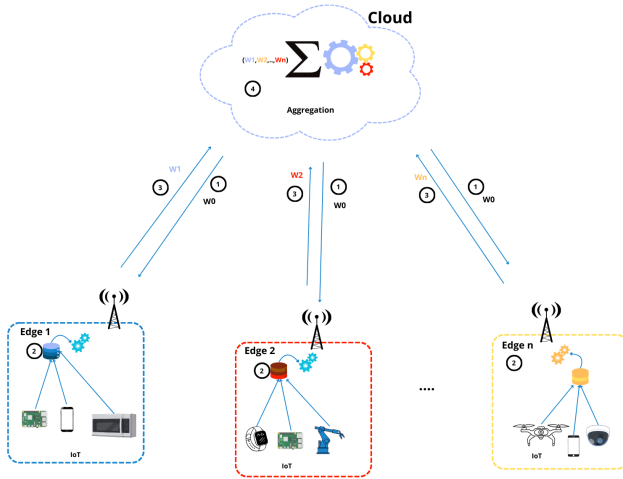 Cloud
(W1,W2,..,Wn)
Σ
4
Aggregation
W1
3
1
W0
W2
3
1
W0
Wn
3
1
W0
Edge 1
2
IoT
Edge 2
2
IoT
....
Edge n
2
IoT